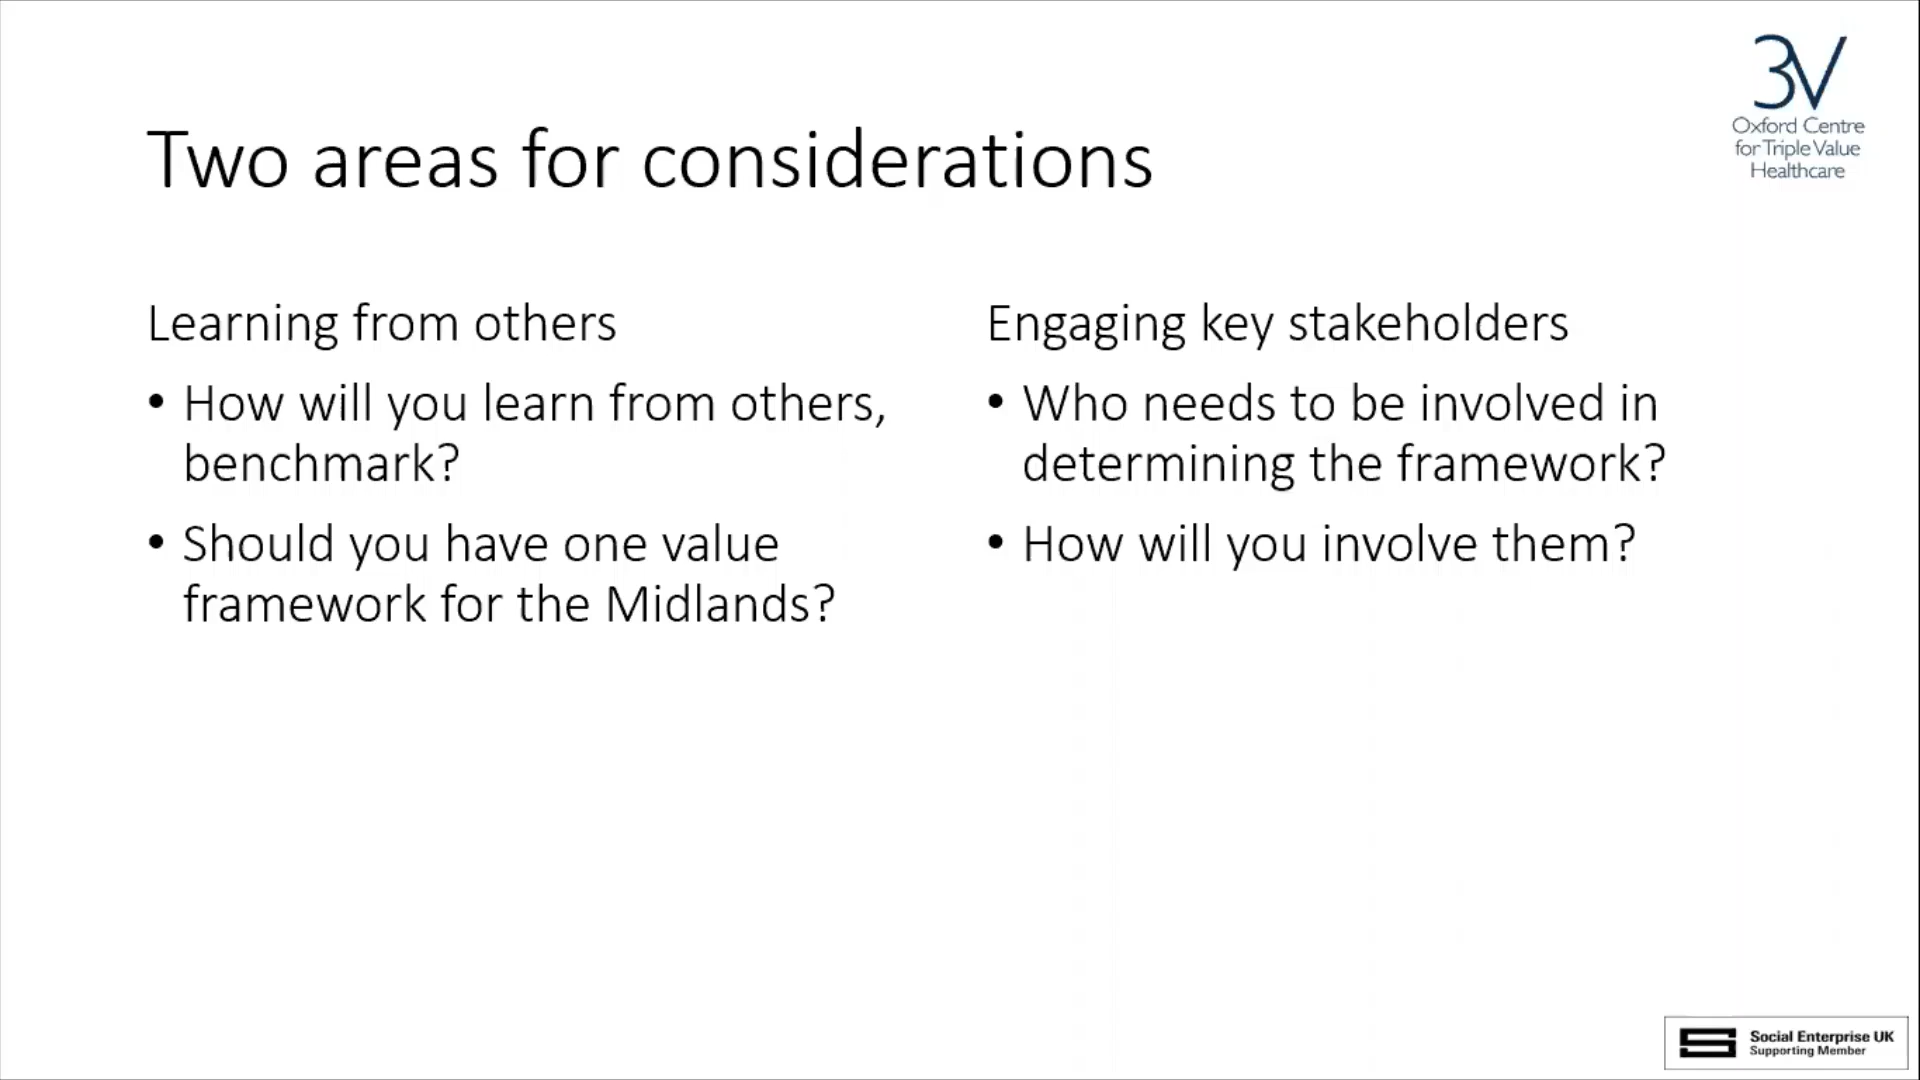 3V
Oxford Centre
for Triple Value
Healthcare
Two areas for considerations
Learning from others
• How will you learn from others,
benchmark?
• Should you have one value
framework for the Midlands?
Engaging key stakeholders
• Who needs to be involved in
determining the framework?
• How will you involve them?
Social Enterprise UK
Supporting Member